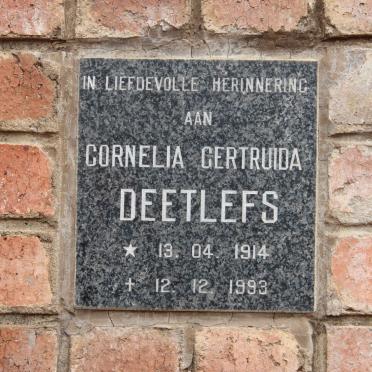 IN LIEFDEVOLLE HERINNERING
AAN
CORNELIA GERTRUIDA
DEETLEFS
★ 13. 04. 1914
† 12. 12. 1993